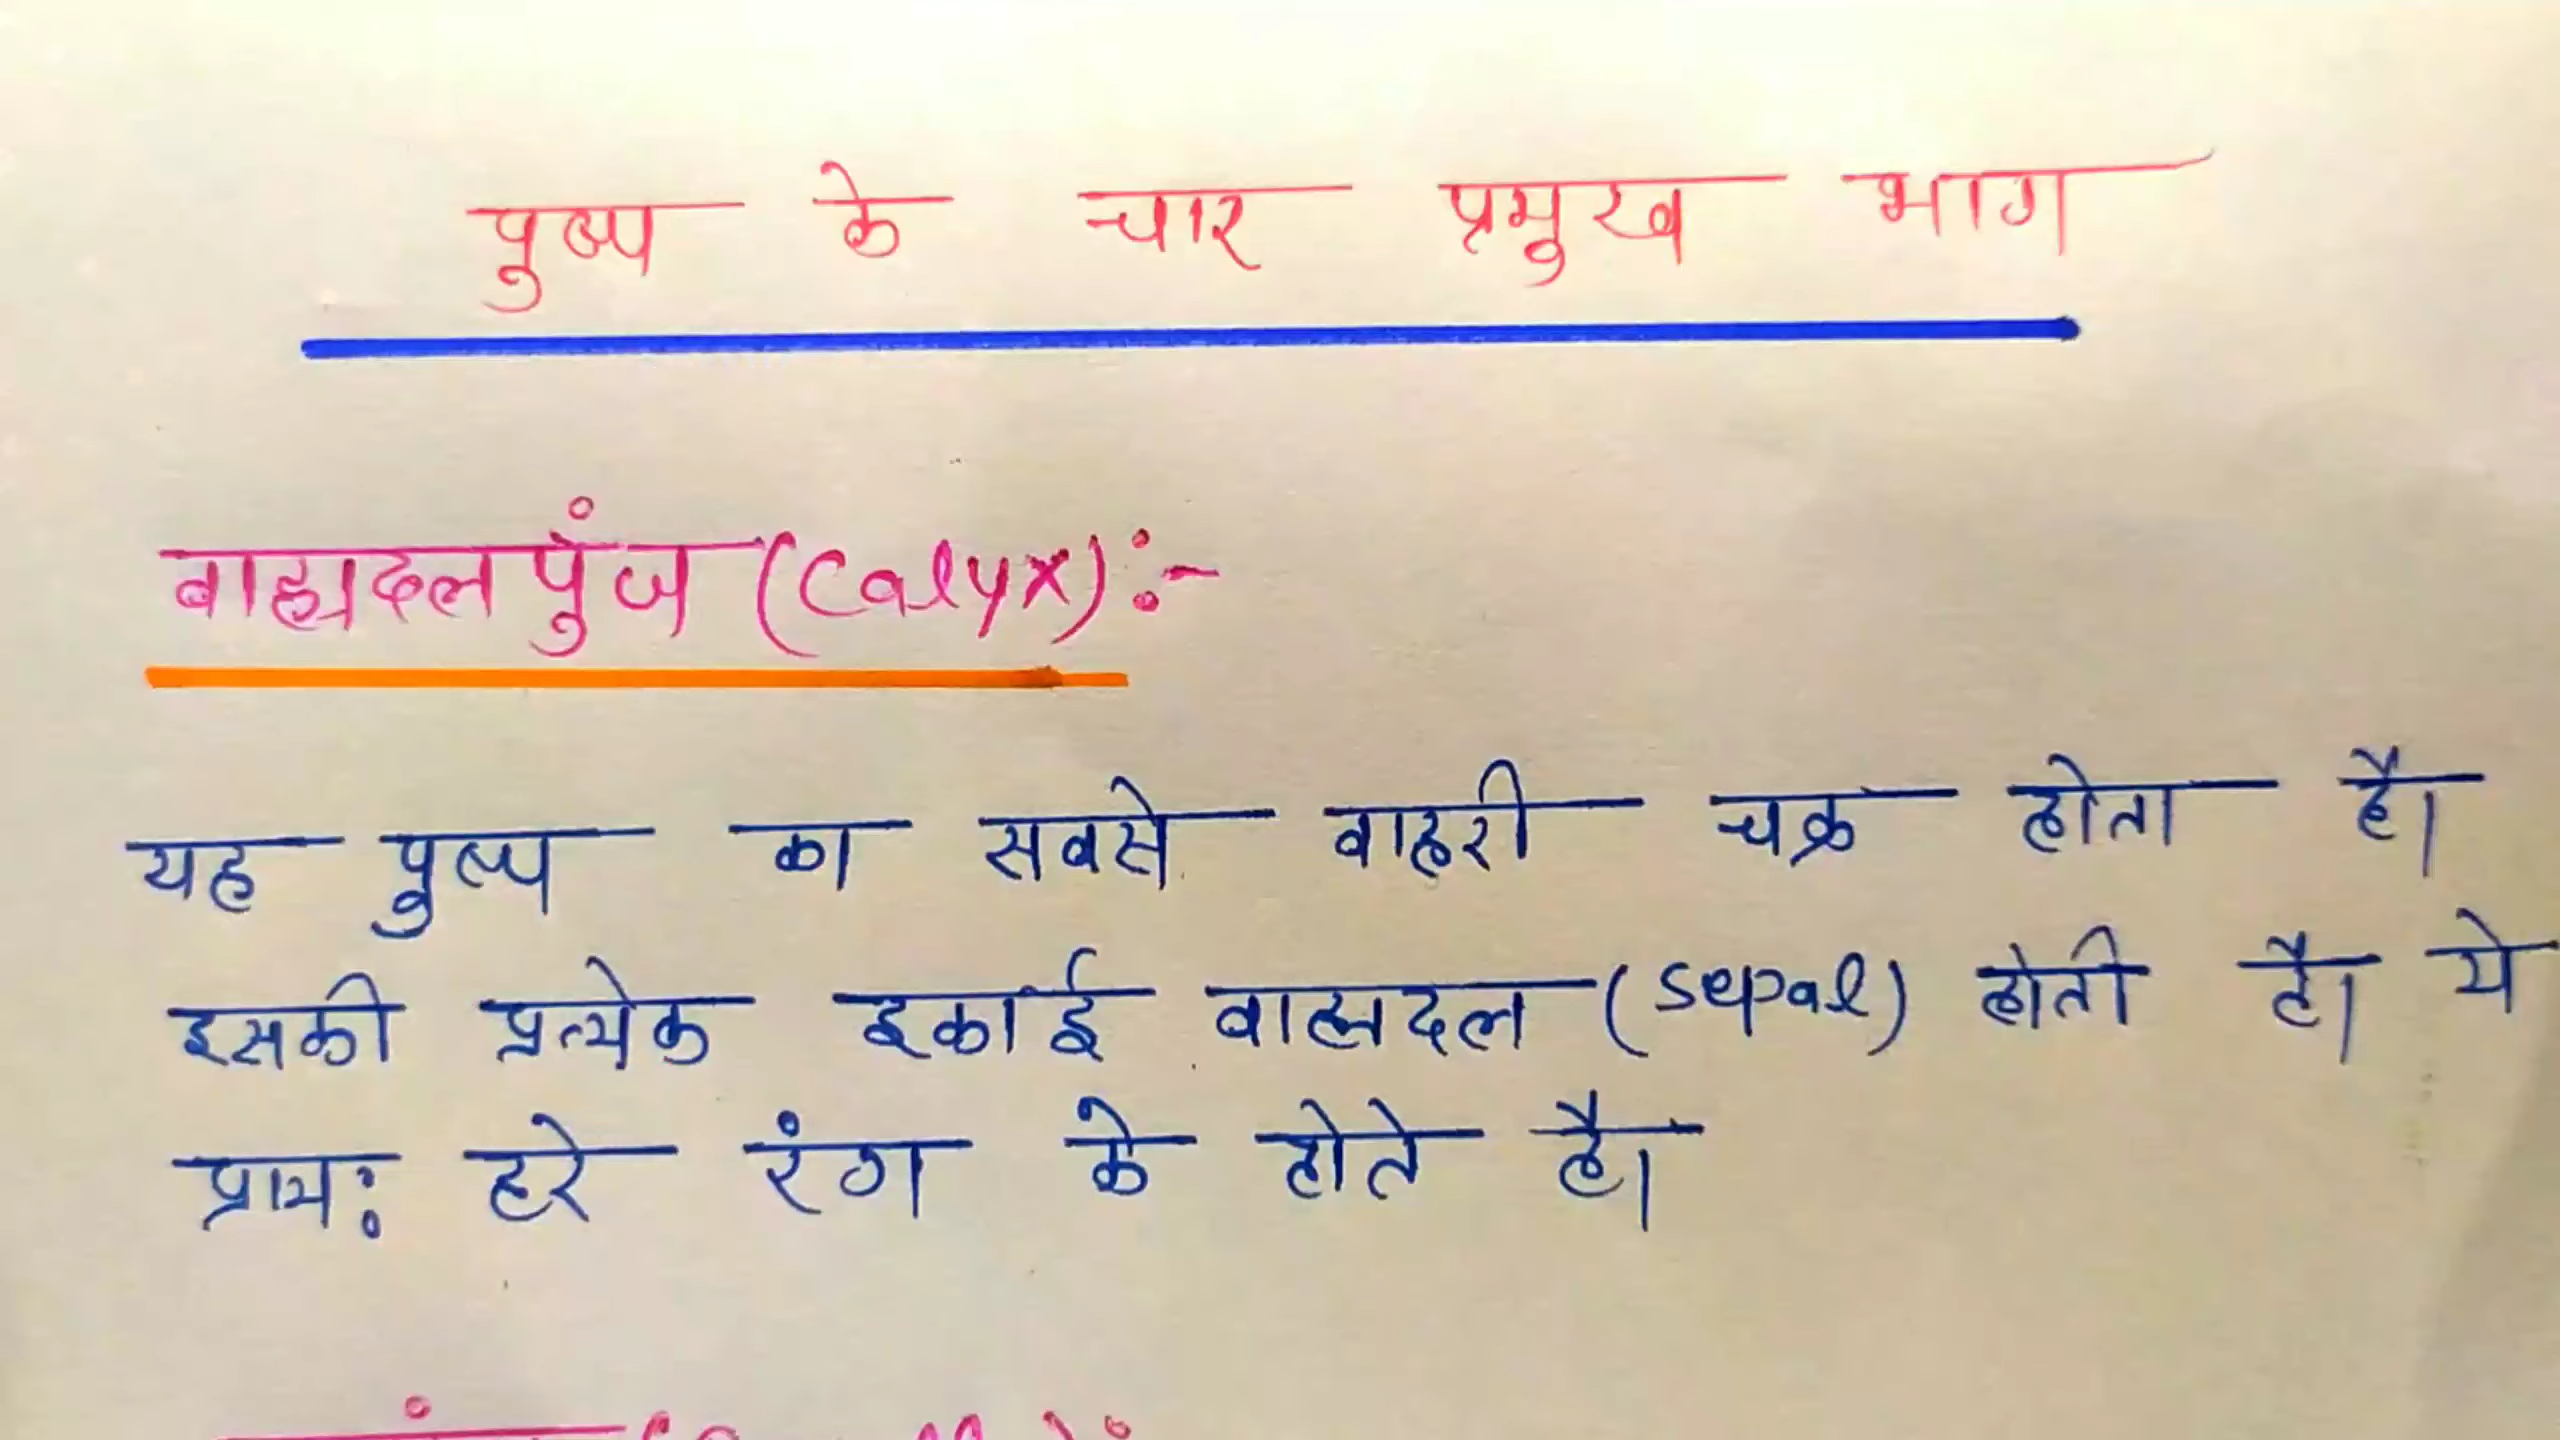 पुष्प के चार प्रमुख भाग
बाह्यदलपुंज (Calyx):-
यह पुष्प का सबसे बाहरी चक्र होता है।
इसकी प्रत्येक इकाई बाह्यदल (sepal) होती है। ये
प्रायः हरे रंग के होते है।